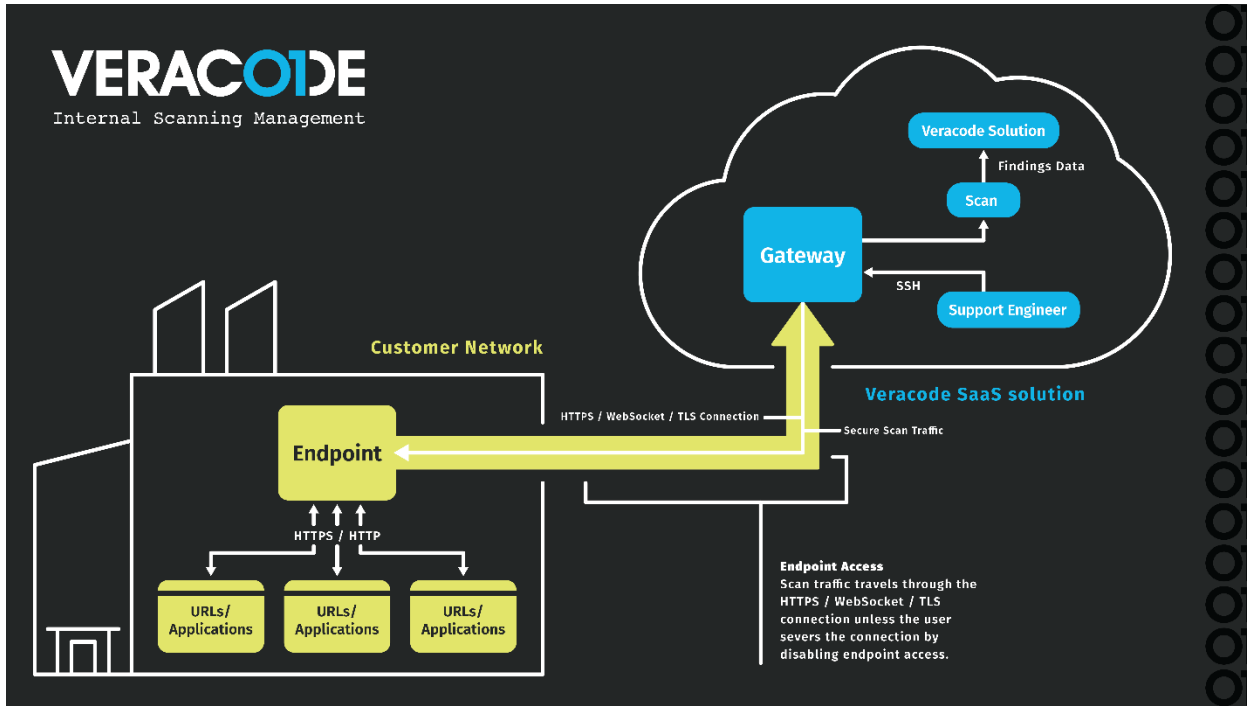 VERACODE
Internal Scanning Management
Veracode Solution
Findings Data
Scan
Gateway
SSH
Support Engineer
Customer Network
Veracode SaaS solution
HTTPS / WebSocket / TLS Connection
Secure Scan Traffic
Endpoint
HTTPS / HTTP
URLs/
Applications
URLs/
Applications
URLs/
Applications
Endpoint Access
Scan traffic travels through the
HTTPS / WebSocket / TLS
connection unless the user
severs the connection by
disabling endpoint access.